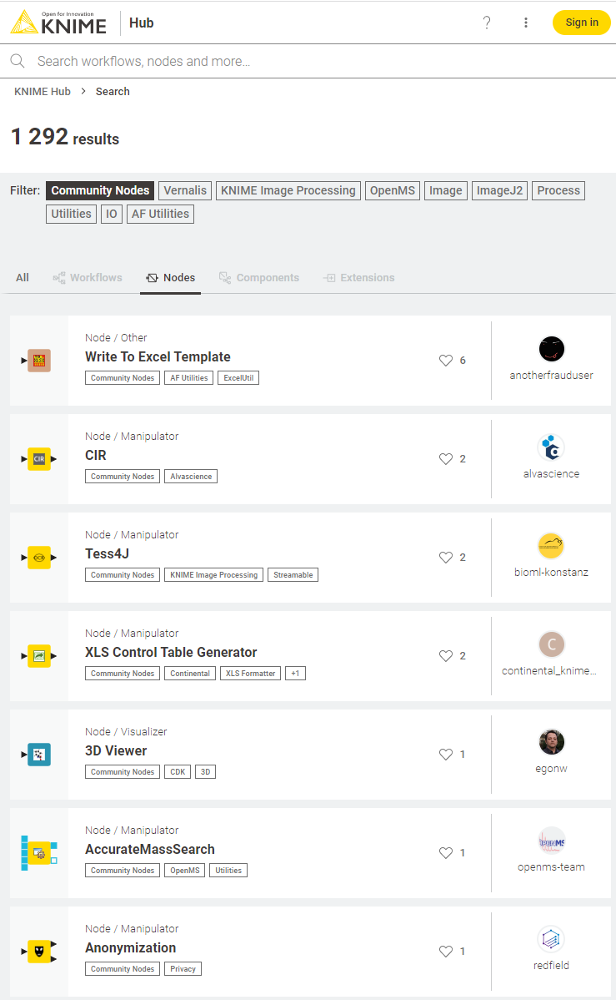 Open for Innovation
KNIME
Hub
?
Sign in
Search workflows, nodes and more...
KNIME Hub > Search
1 292 results
Filter: Community Nodes Vernalis KNIME Image Processing OpenMS Image ImageJ2 Process
Utilities IO AF Utilities
All Workflows Nodes Components Extensions
Node / Other
Write To Excel Template
Community Nodes AF Utilities ExcelUtil
6
anotherfrauduser
Node / Manipulator
CIR
CIR
Community Nodes Alvascience
2
alvascience
Node / Manipulator
OCR
Tess4J
Community Nodes KNIME Image Processing Streamable
2
bioml-konstanz
Node / Manipulator
XLS Control Table Generator
Community Nodes Continental XLS Formatter +1
2
C
continental_knime...
Node / Visualizer
3D Viewer
Community Nodes CDK 3D
1
egonw
Node / Manipulator
AccurateMassSearch
Community Nodes OpenMS Utilities
1
OPENMS
openms-team
Node / Manipulator
Anonymization
Community Nodes Privacy
1
redfield